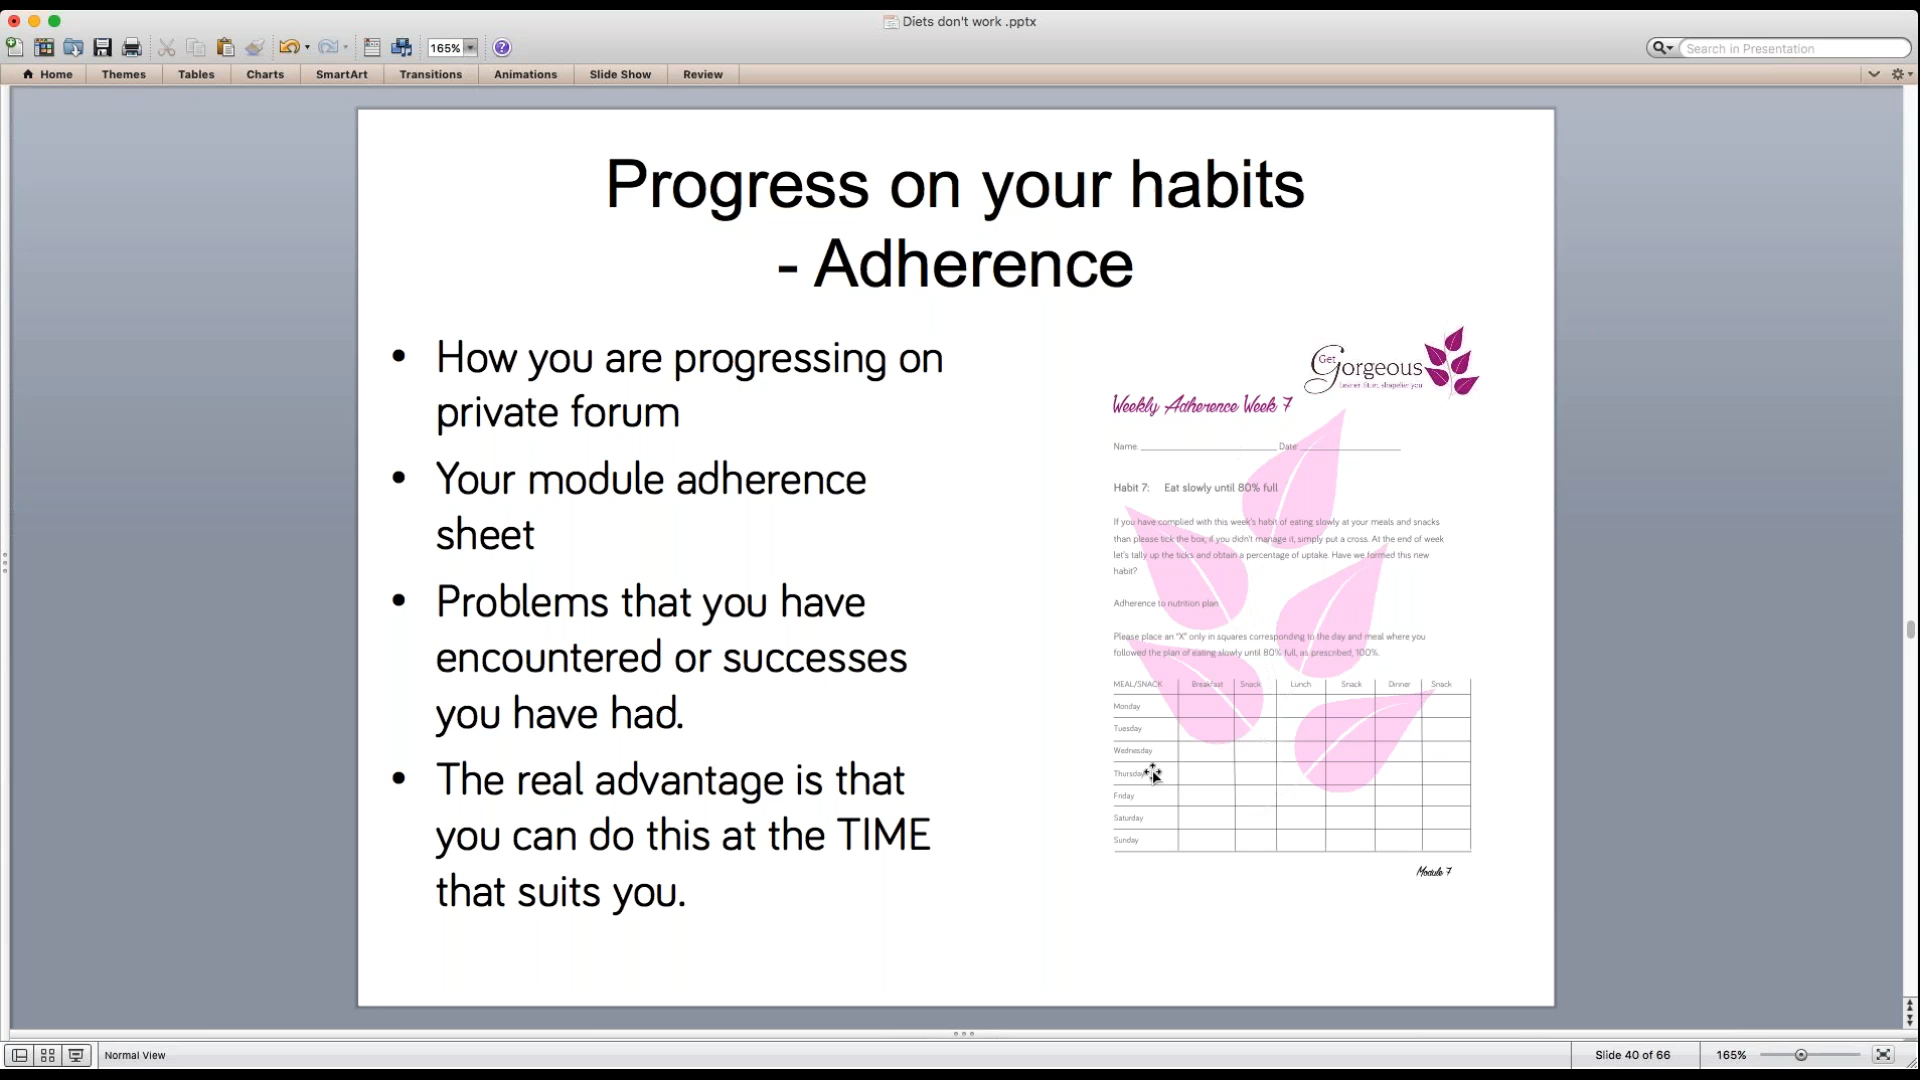 Diets don't work .pptx
165%
Search in Presentation
Home Themes Tables Charts SmartArt Transitions Animations Slide Show Review
Progress on your habits
- Adherence
• How you are progressing on
private forum
• Your module adherence
sheet
• Problems that you have
encountered or successes
you have had.
• The real advantage is that
you can do this at the TIME
that suits you.
Get
Gorgeous
Weekly Adherence Week 7
Name Date
Habit 7: Eat slowly until 80% full
If you have complied with this week's habit of eating slowly at your meals and snacks
than please tick the box, if you didn't manage it, simply put a cross. At the end of week
let's tally up the ticks and obtain a percentage of uptake. Have we formed this new
habit?
Adherence to nutrition plan
Please place an "X" only in squares corresponding to the day and meal where you
followed the plan of eating slowly until 80% full, as prescribed, 100%.
MEAL/SNACK Breakfast Snack Lunch Snack Dinner Snack
Monday
Tuesday
Wednesday
Thursday
Friday
Saturday
Sunday
Module 7
Normal View
Slide 40 of 66
165%